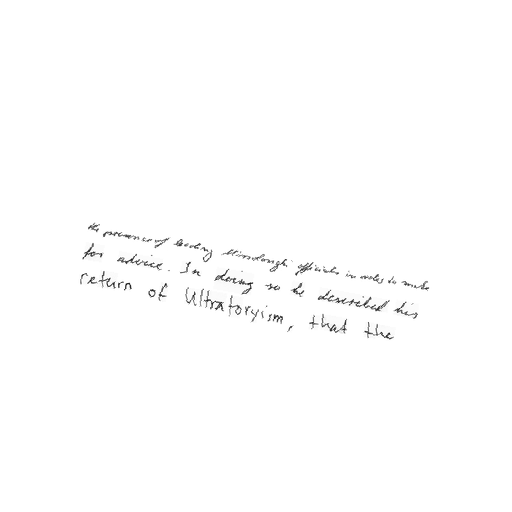 the presence of leading officials in order to make
for advice. In doing so he described his
return of Ultratoryism, that the